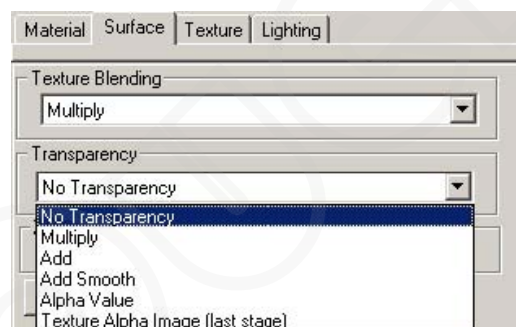 Material Surface Texture Lighting
Texture Blending
Multiply
Transparency
No Transparency
No Transparency
Multiply
Add
Add Smooth
Alpha Value
Texture Alpha Image (last stage)